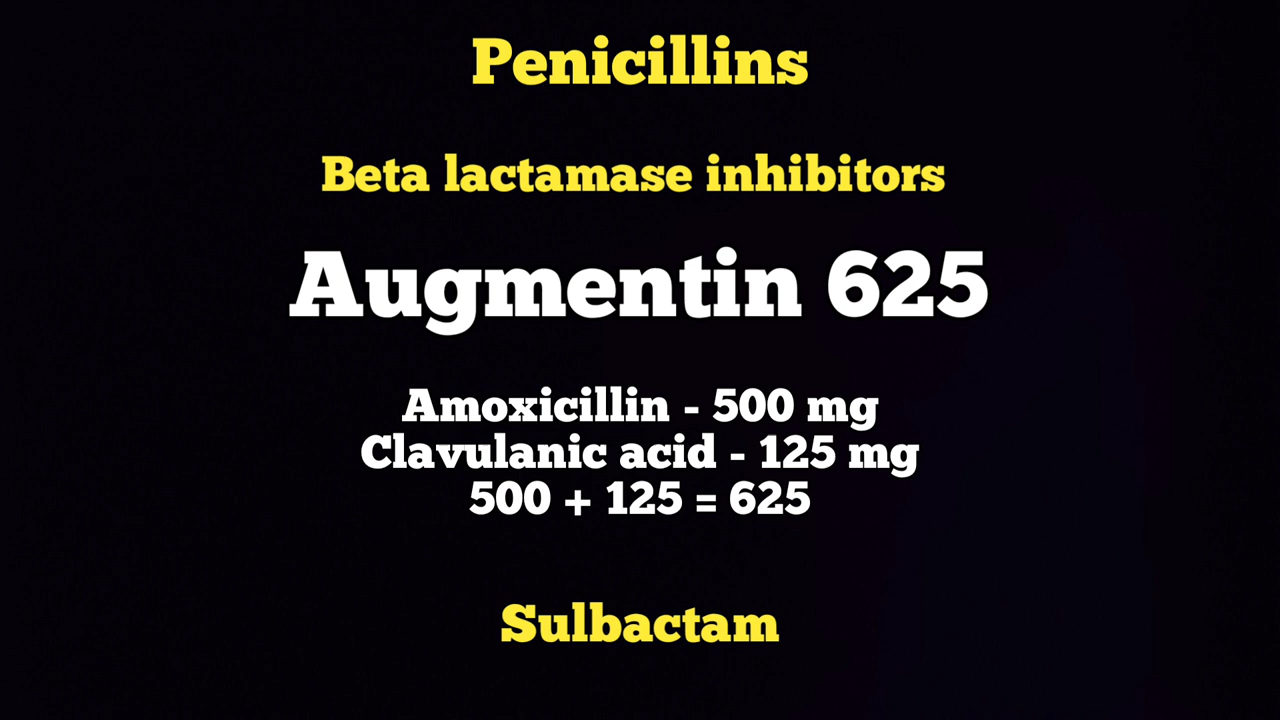 Penicillins
Beta lactamase inhibitors
Augmentin 625
Amoxicillin - 500 mg
Clavulanic acid - 125 mg
500 + 125 = 625
Sulbactam